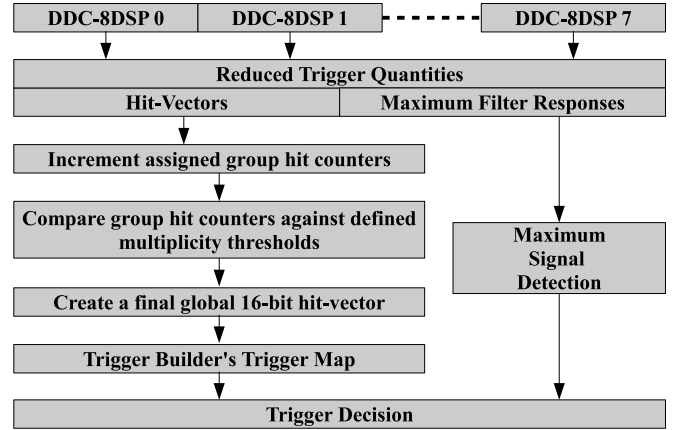 DDC-8DSP 0
DDC-8DSP 1
DDC-8DSP 7
Reduced Trigger Quantities
Hit-Vectors
Maximum Filter Responses
Increment assigned group hit counters
Compare group hit counters against defined
multiplicity thresholds
Maximum
Signal
Detection
Create a final global 16-bit hit-vector
Trigger Builder's Trigger Map
Trigger Decision